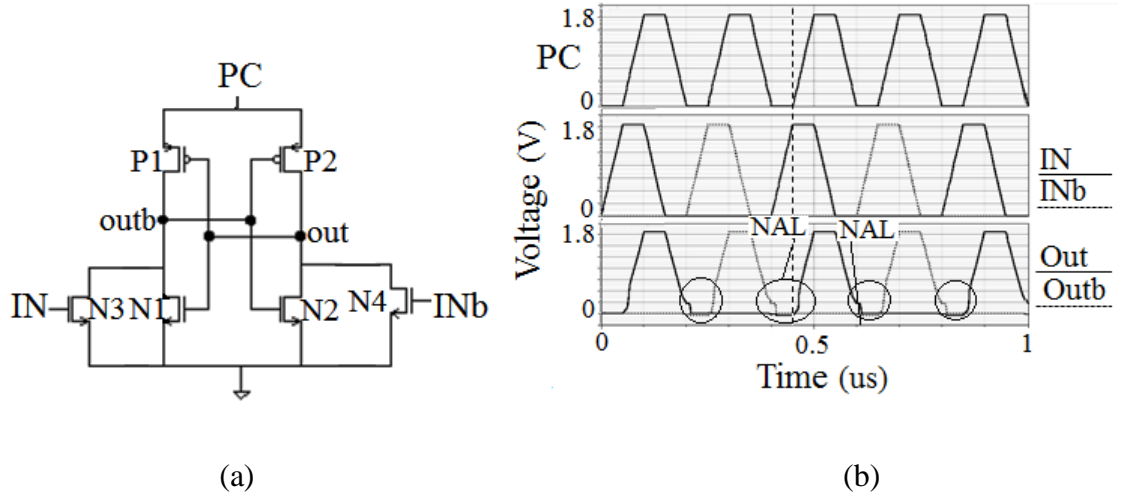 PC
P1
P2
outb
out
IN
N3
N1
N2
N4
INb
(a)
1.8
PC
0
1.8
IN
INb
0
Voltage (V)
NAL
NAL
1.8
Out
Outb
0
0
0.5
1
Time (us)
(b)